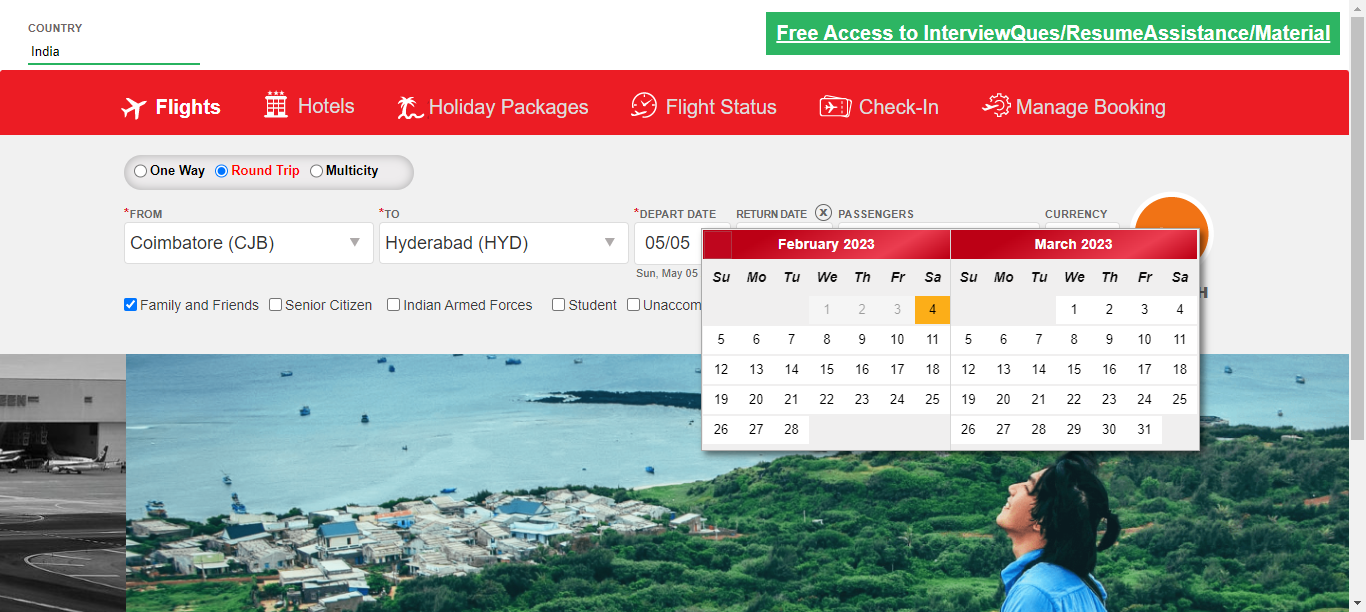 COUNTRY
India
Free Access to InterviewQues/ResumeAssistance/Material
Flights Hotels Holiday Packages Flight Status Check-In Manage Booking
One Way Round Trip Multicity
*FROM *TO *DEPART DATE RETURN DATE X PASSENGERS CURRENCY
Coimbatore (CJB) Hyderabad (HYD) 05/05
Sun, May 05
Family and Friends Senior Citizen Indian Armed Forces Student Unaccom
February 2023 March 2023
Su Mo Tu We Th Fr Sa Su Mo Tu We Th Fr Sa
1 2 3 4 1 2 3 4
5 6 7 8 9 10 11 5 6 7 8 9 10 11
12 13 14 15 16 17 18 12 13 14 15 16 17 18
19 20 21 22 23 24 25 19 20 21 22 23 24 25
26 27 28 26 27 28 29 30 31